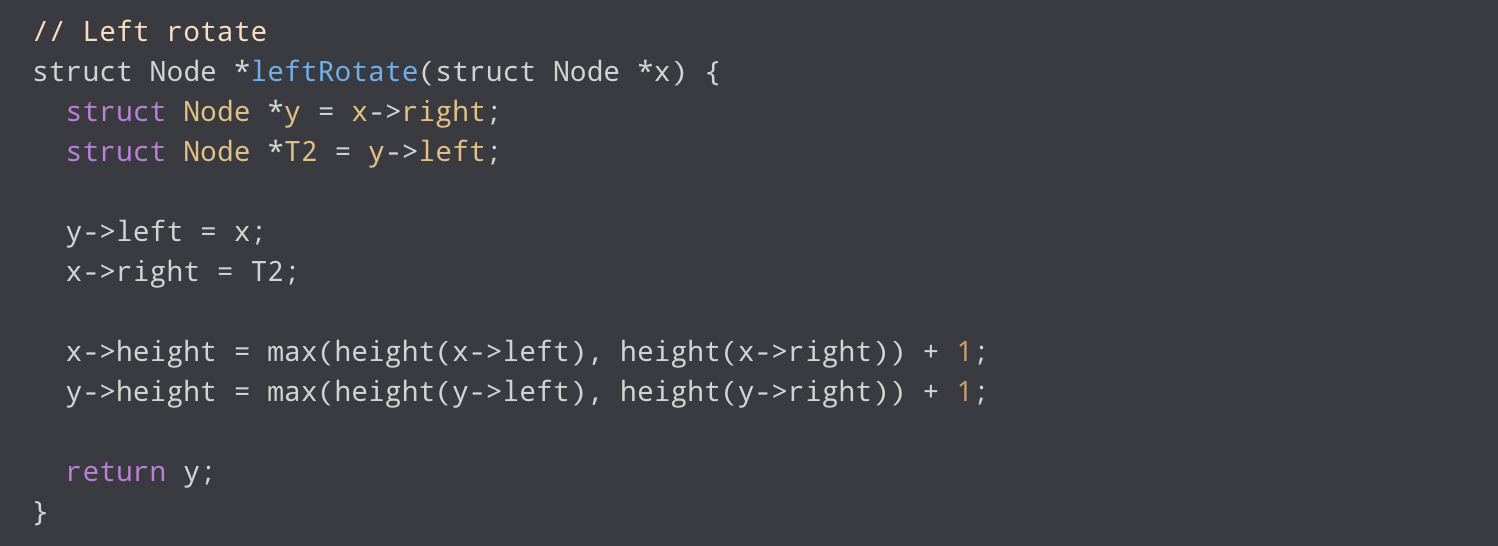 // Left rotate
struct Node *leftRotate(struct Node *x) {
  struct Node *y = x->right;
  struct Node *T2 = y->left;

  y->left = x;
  x->right = T2;

  x->height = max(height(x->left), height(x->right)) + 1;
  y->height = max(height(y->left), height(y->right)) + 1;

  return y;
}